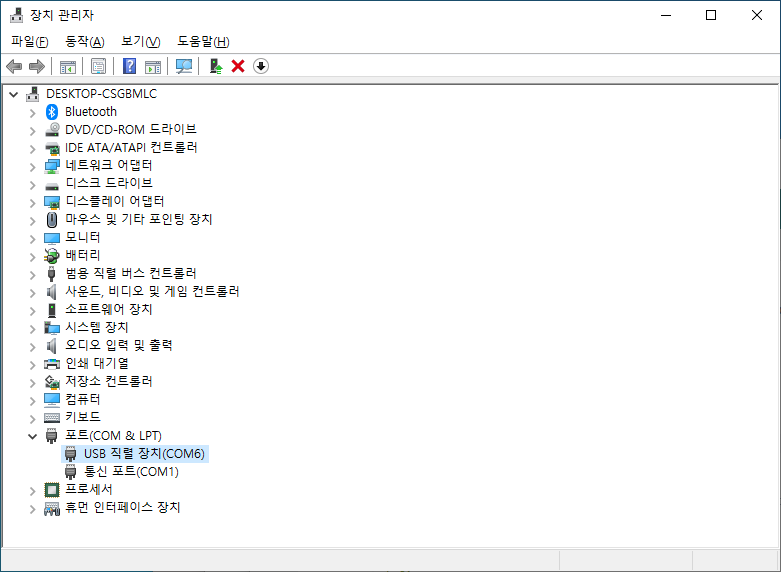 장치 관리자
파일(F) 동작(A) 보기(V) 도움말(H)
DESKTOP-CSGBMLC
Bluetooth
DVD/CD-ROM 드라이브
IDE ATA/ATAPI 컨트롤러
네트워크 어댑터
디스크 드라이브
디스플레이 어댑터
마우스 및 기타 포인팅 장치
모니터
배터리
범용 직렬 버스 컨트롤러
사운드, 비디오 및 게임 컨트롤러
소프트웨어 장치
시스템 장치
오디오 입력 및 출력
인쇄 대기열
저장소 컨트롤러
컴퓨터
키보드
포트(COM & LPT)
USB 직렬 장치(COM6)
통신 포트(COM1)
프로세서
휴먼 인터페이스 장치